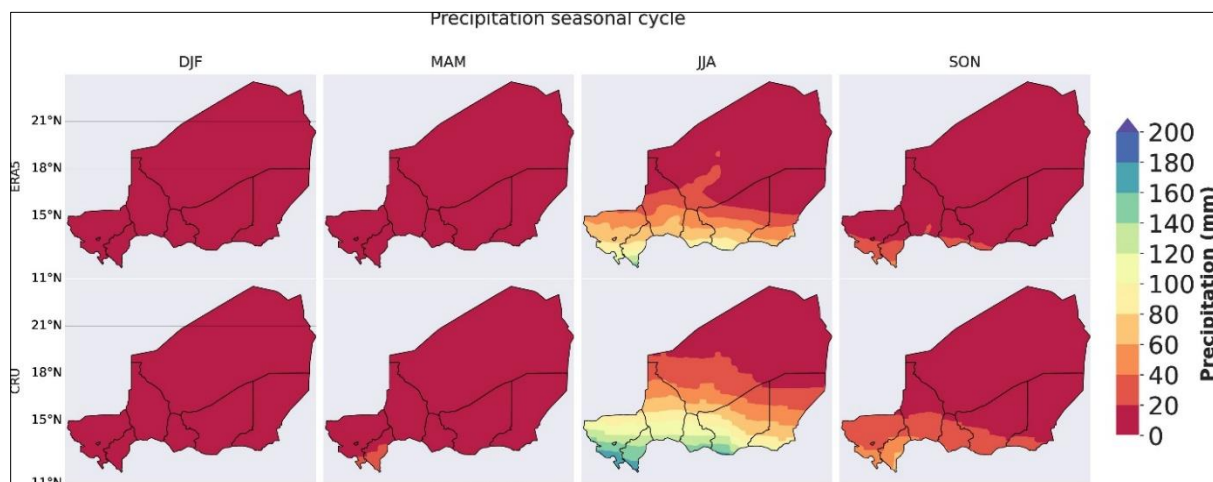 Precipitation seasonal cycle
DJF MAM JJA SON
ERA5
21°N
18°N
15°N
11°N
CRU
21°N
18°N
15°N
11°N
200
180
160
140
120
100
80
60
40
20
0
Precipitation (mm)